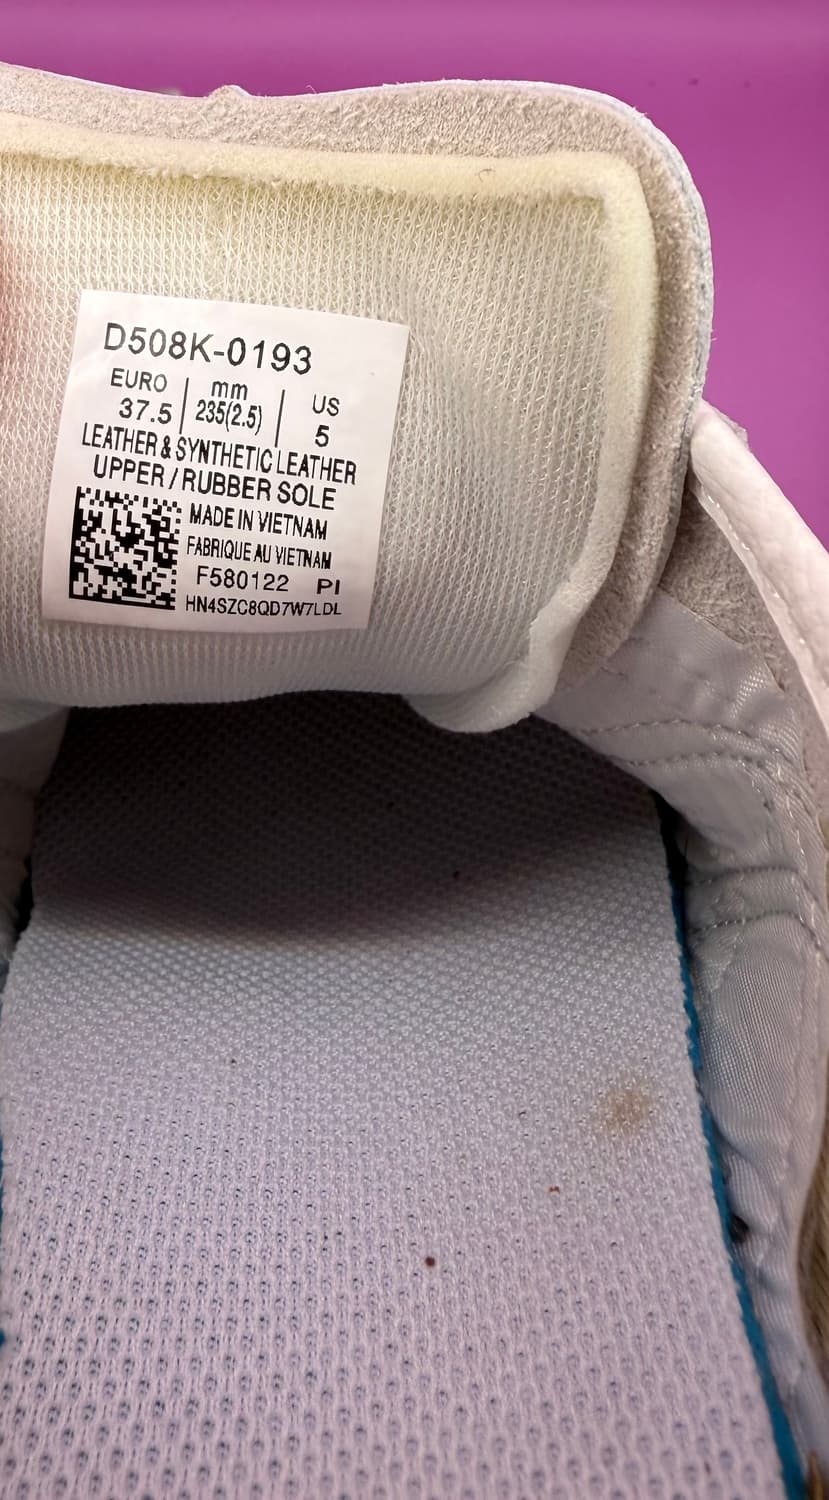 D508K-0193
EURO | mm | US
37.5 | 235(2.5) | 5
LEATHER & SYNTHETIC LEATHER
UPPER / RUBBER SOLE
MADE IN VIETNAM
FABRIQUE AU VIETNAM
F580122 PI
HN4SZC8QD7W7LDL